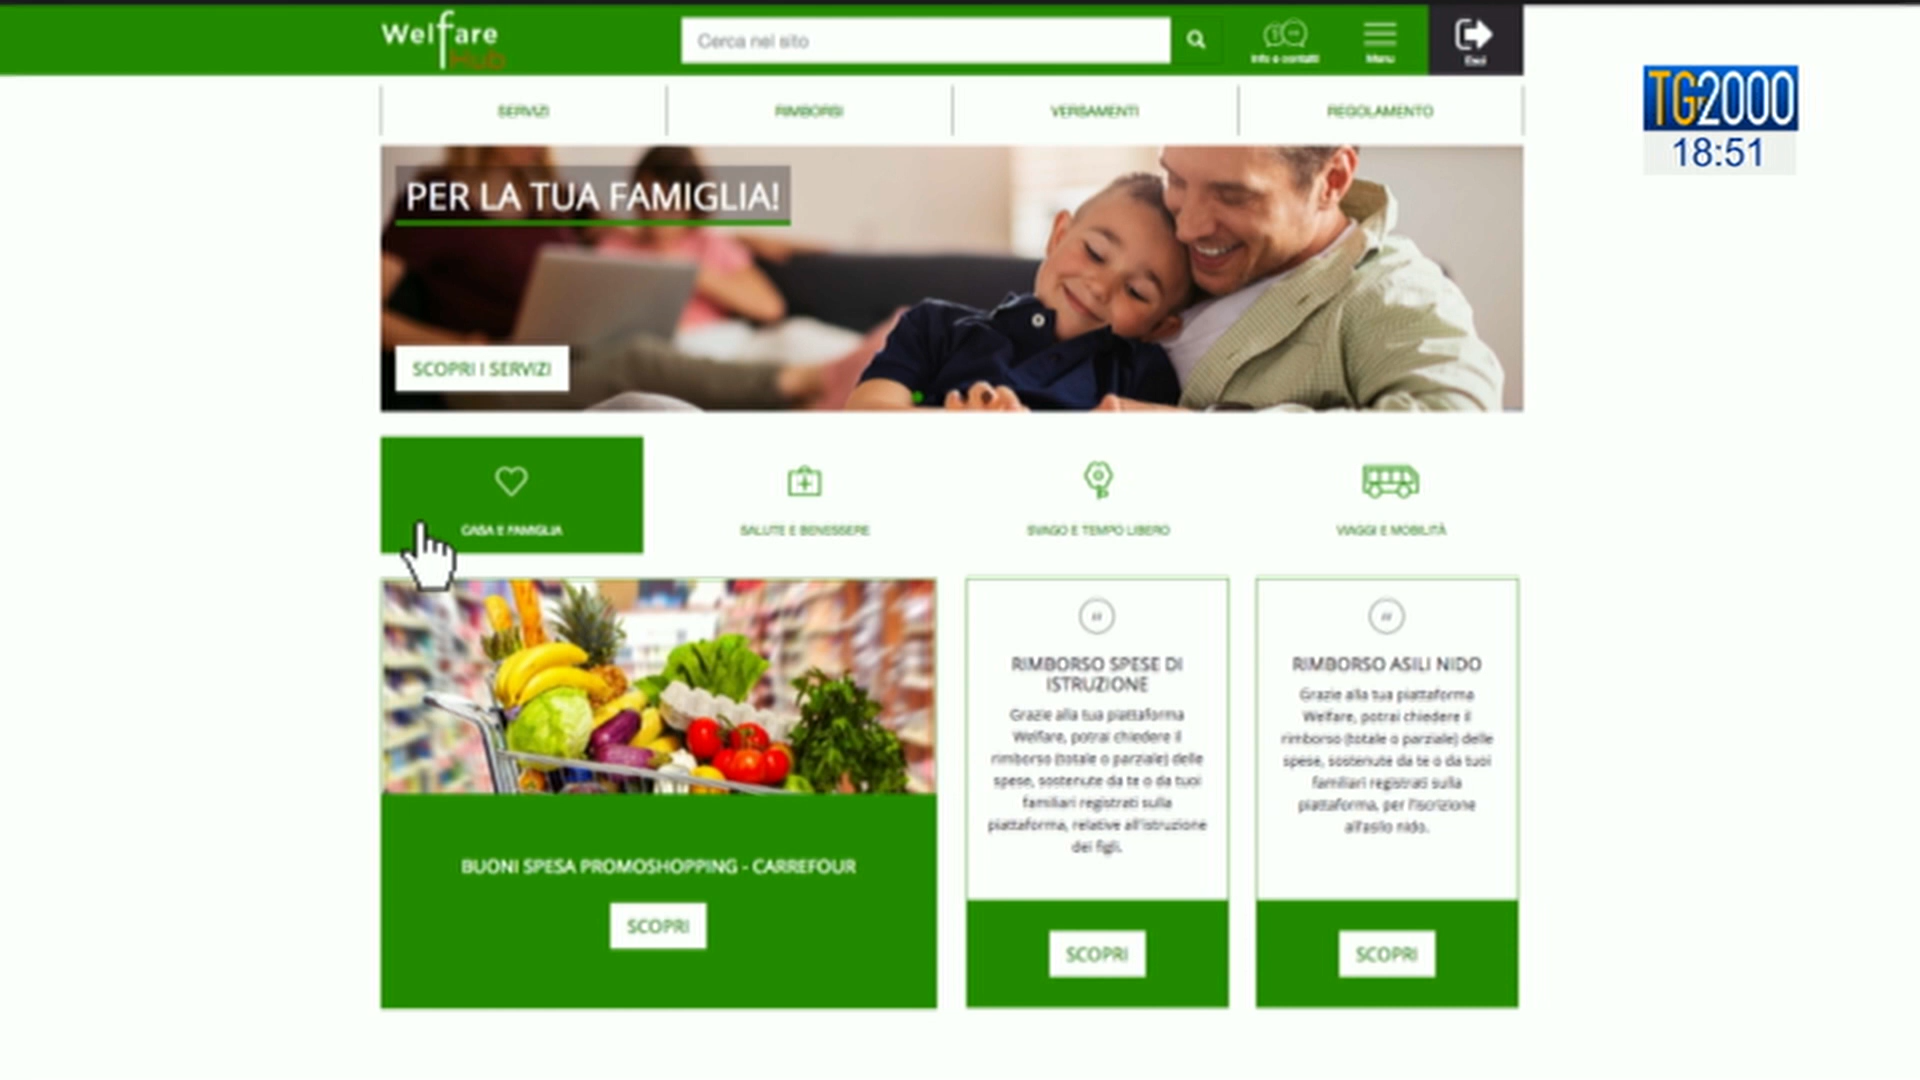 Welfare
Hub
Cerca nel sito
Info e contatti
Menu
Esci
TG2000
18:51
SERVIZI
RIMBORSI
VERSAMENTI
REGOLAMENTO
PER LA TUA FAMIGLIA!
SCOPRI I SERVIZI
CASA E FAMIGLIA
SALUTE E BENESSERE
SVAGO E TEMPO LIBERO
VIAGGI E MOBILITÀ
BUONI SPESA PROMOSHOPPING - CARREFOUR
SCOPRI
RIMBORSO SPESE DI
ISTRUZIONE
Grazie alla tua piattaforma
Welfare, potrai chiedere il
rimborso (totale o parziale) delle
spese, sostenute da te o da tuoi
familiari registrati sulla
piattaforma, relative all'istruzione
dei figli.
SCOPRI
RIMBORSO ASILI NIDO
Grazie alla tua piattaforma
Welfare, potrai chiedere il
rimborso (totale o parziale) delle
spese, sostenute da te o da tuoi
familiari registrati sulla
piattaforma, per l'iscrizione
all'asilo nido.
SCOPRI